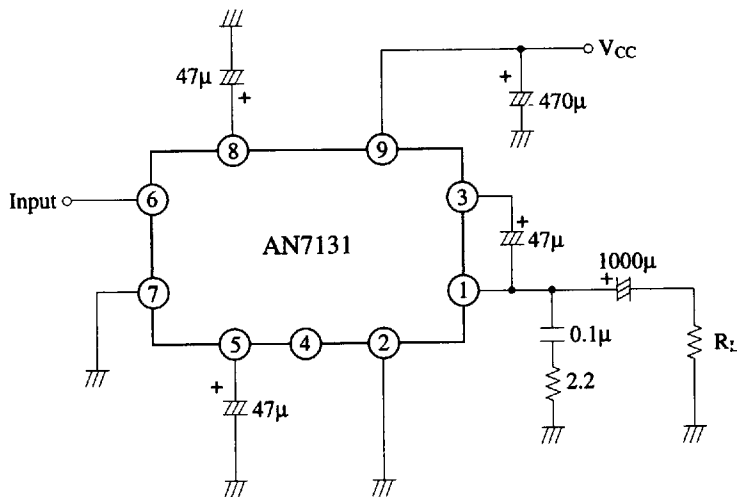 47µ
+
8
9
V_CC
+
470µ
Input
6
AN7131
3
+
47µ
7
1
1000µ
+
0.1µ
2.2
R_L
5
4
2
+
47µ